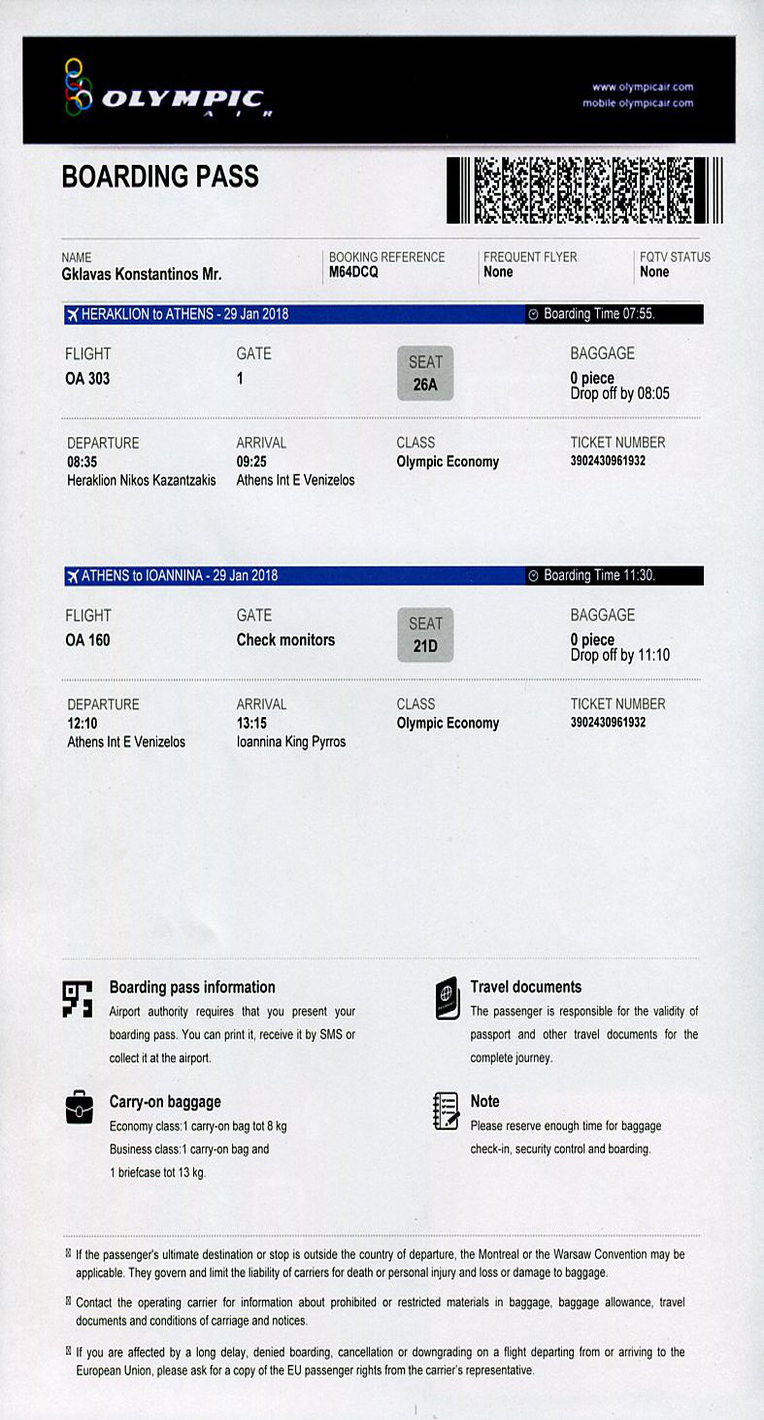 OLYMPIC
AIR
www.olympicair.com
mobile.olympicair.com
BOARDING PASS
NAME
Gklavas Konstantinos Mr.
BOOKING REFERENCE
M64DCQ
FREQUENT FLYER
None
FQTV STATUS
None
HERAKLION to ATHENS - 29 Jan 2018
Boarding Time 07:55.
FLIGHT
OA 303
GATE
1
SEAT
26A
BAGGAGE
0 piece
Drop off by 08:05
DEPARTURE
08:35
Heraklion Nikos Kazantzakis
ARRIVAL
09:25
Athens Int E Venizelos
CLASS
Olympic Economy
TICKET NUMBER
3902430961932
ATHENS to IOANNINA - 29 Jan 2018
Boarding Time 11:30.
FLIGHT
OA 160
GATE
Check monitors
SEAT
21D
BAGGAGE
0 piece
Drop off by 11:10
DEPARTURE
12:10
Athens Int E Venizelos
ARRIVAL
13:15
Ioannina King Pyrros
CLASS
Olympic Economy
TICKET NUMBER
3902430961932
Boarding pass information
Airport authority requires that you present your
boarding pass. You can print it, receive it by SMS or
collect it at the airport.
Travel documents
The passenger is responsible for the validity of
passport and other travel documents for the
complete journey.
Carry-on baggage
Economy class:1 carry-on bag tot 8 kg
Business class:1 carry-on bag and
1 briefcase tot 13 kg.
Note
Please reserve enough time for baggage
check-in, security control and boarding.
If the passenger's ultimate destination or stop is outside the country of departure, the Montreal or the Warsaw Convention may be
applicable. They govern and limit the liability of carriers for death or personal injury and loss or damage to baggage.
Contact the operating carrier for information about prohibited or restricted materials in baggage, baggage allowance, travel
documents and conditions of carriage and notices.
If you are affected by a long delay, denied boarding, cancellation or downgrading on a flight departing from or arriving to the
European Union, please ask for a copy of the EU passenger rights from the carrier's representative.